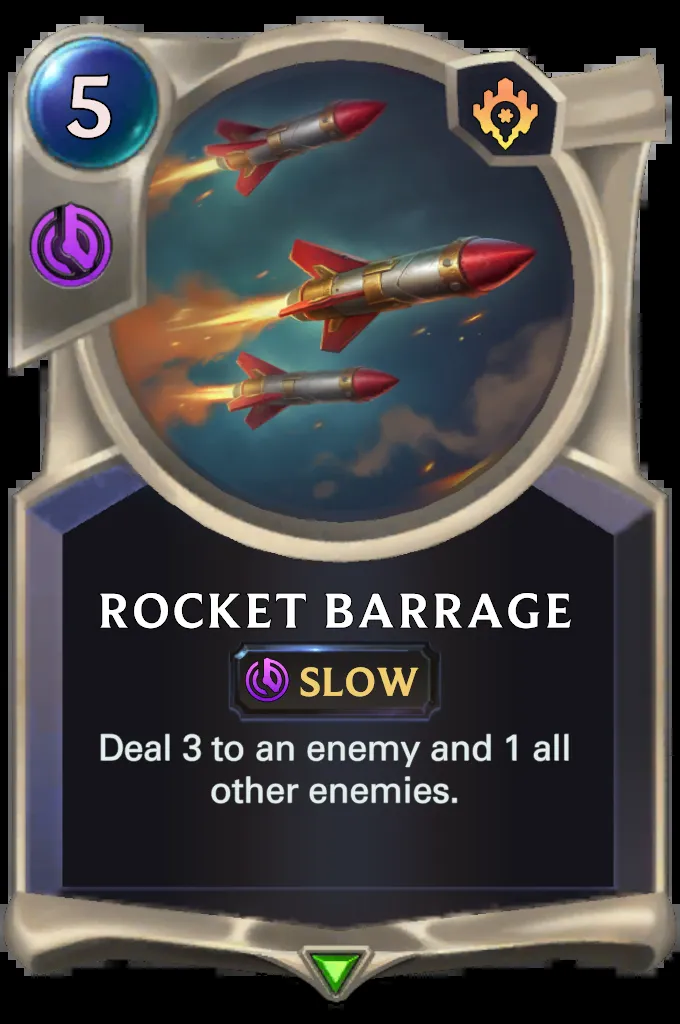 5
ROCKET BARRAGE
SLOW
Deal 3 to an enemy and 1 all
other enemies.